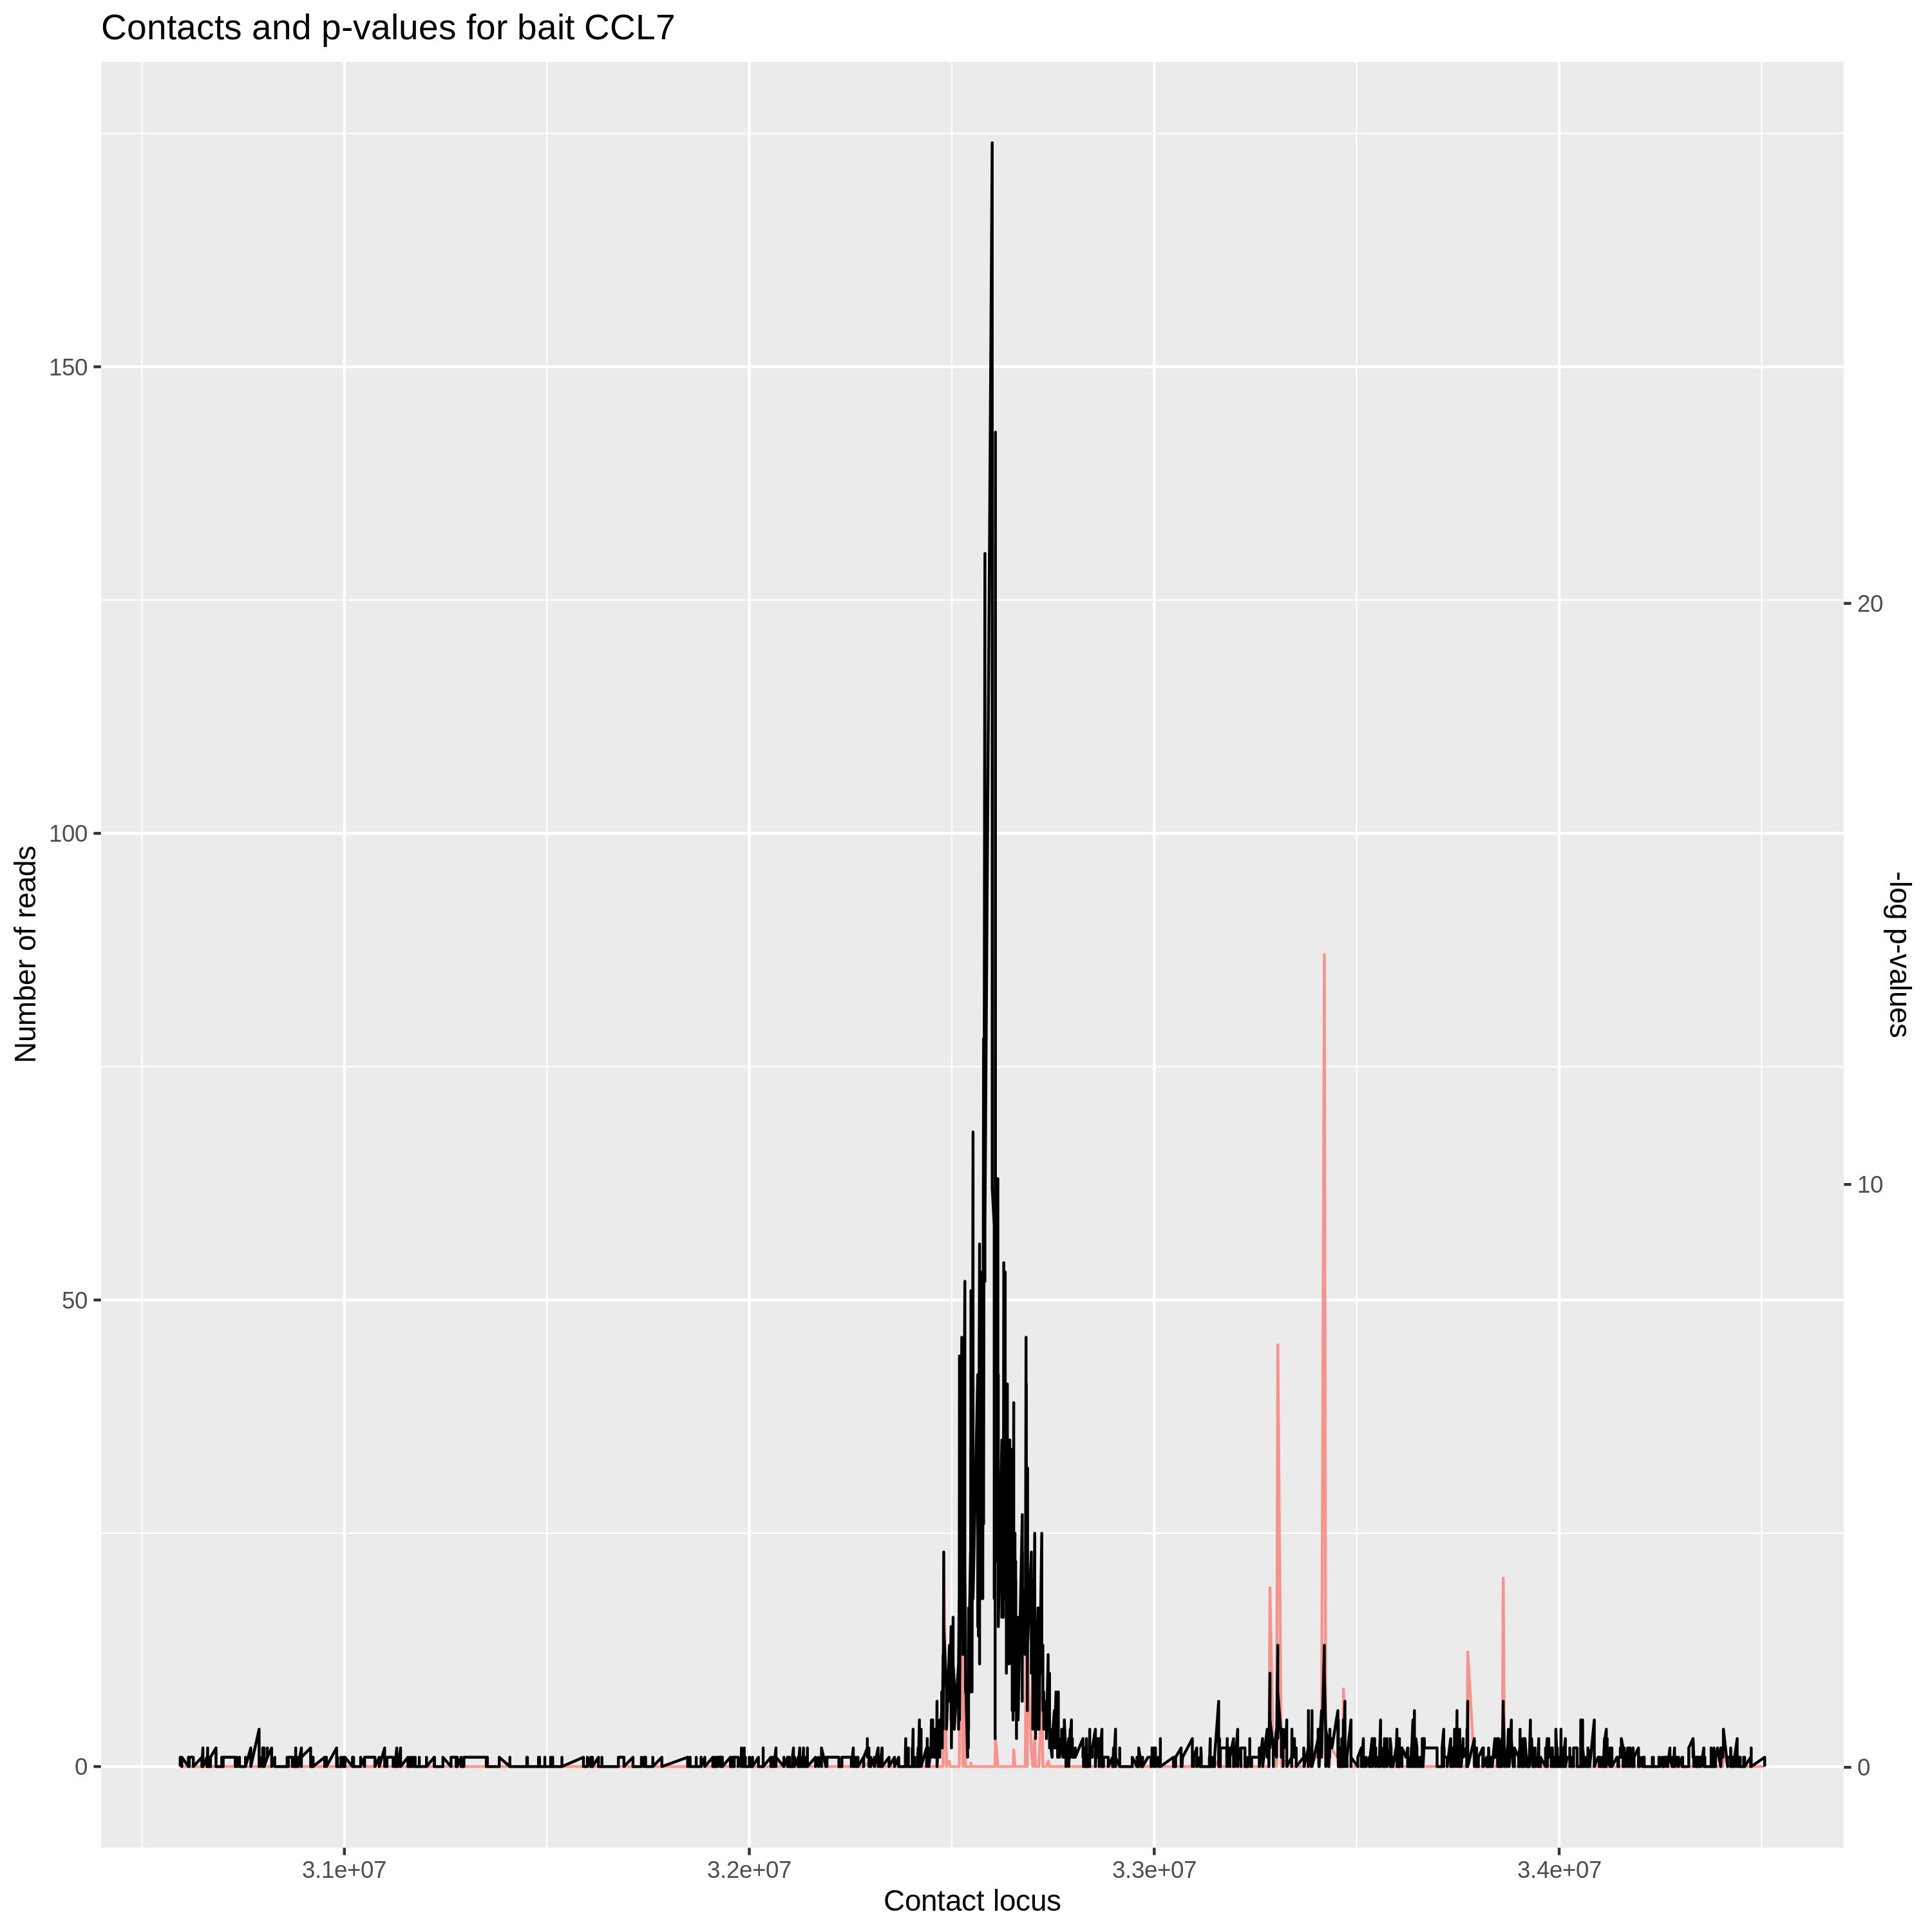 Contacts and p-values for bait CCL7
Number of reads
150
100
50
0
20
10
0
-log p-values
3.1e+07
3.2e+07
3.3e+07
3.4e+07
Contact locus